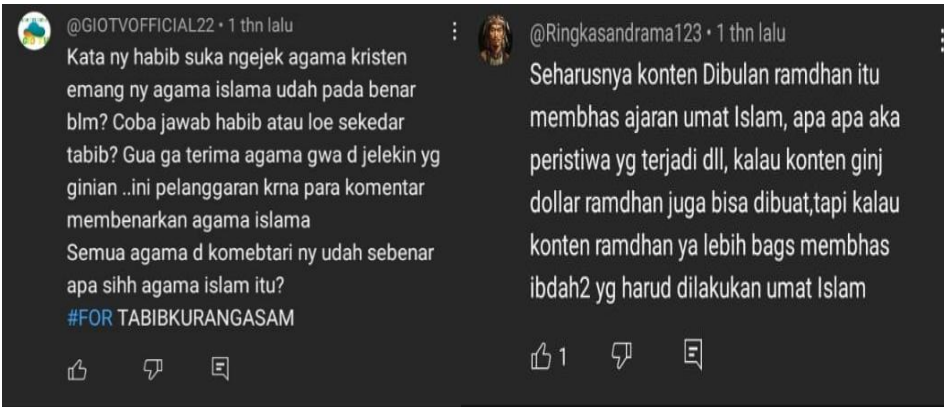 @GIOTVOFFICIAL22 • 1 thn lalu
Kata ny habib suka ngejek agama kristen
emang ny agama islama udah pada benar
blm? Coba jawab habib atau loe sekedar
tabib? Gua ga terima agama gwa d jelekin yg
ginian ..ini pelanggaran krna para komentar
membenarkan agama islama
Semua agama d komebtari ny udah sebenar
apa sihh agama islam itu?
#FOR TABIBKURANGASAM
@Ringkasandrama123 • 1 thn lalu
Seharusnya konten Dibulan ramdhan itu
membhas ajaran umat Islam, apa apa aka
peristiwa yg terjadi dll, kalau konten ginj
dollar ramdhan juga bisa dibuat,tapi kalau
konten ramdhan ya lebih bags membhas
ibdah2 yg harud dilakukan umat Islam
1